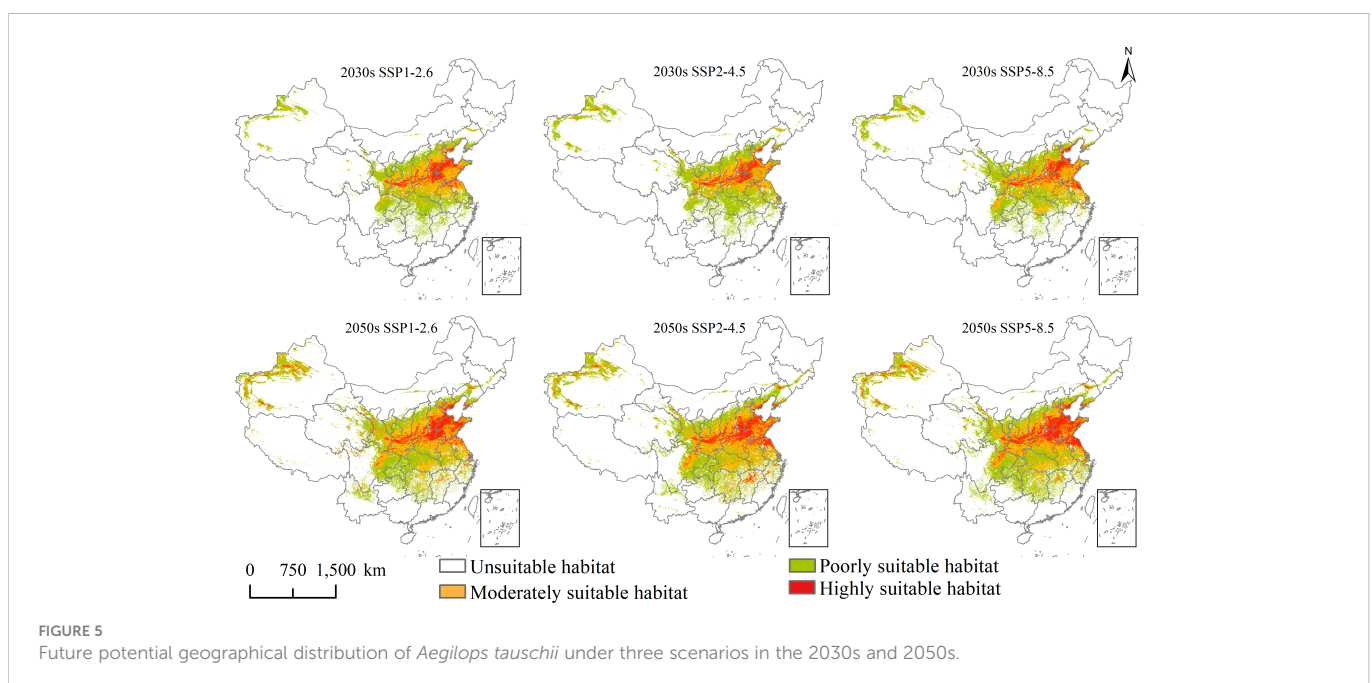 2030s SSP1-2.6
2030s SSP2-4.5
2030s SSP5-8.5
N
2050s SSP1-2.6
2050s SSP2-4.5
2050s SSP5-8.5
0 750 1,500 km
Unsuitable habitat
Poorly suitable habitat
Moderately suitable habitat
Highly suitable habitat
FIGURE 5
Future potential geographical distribution of Aegilops tauschii under three scenarios in the 2030s and 2050s.